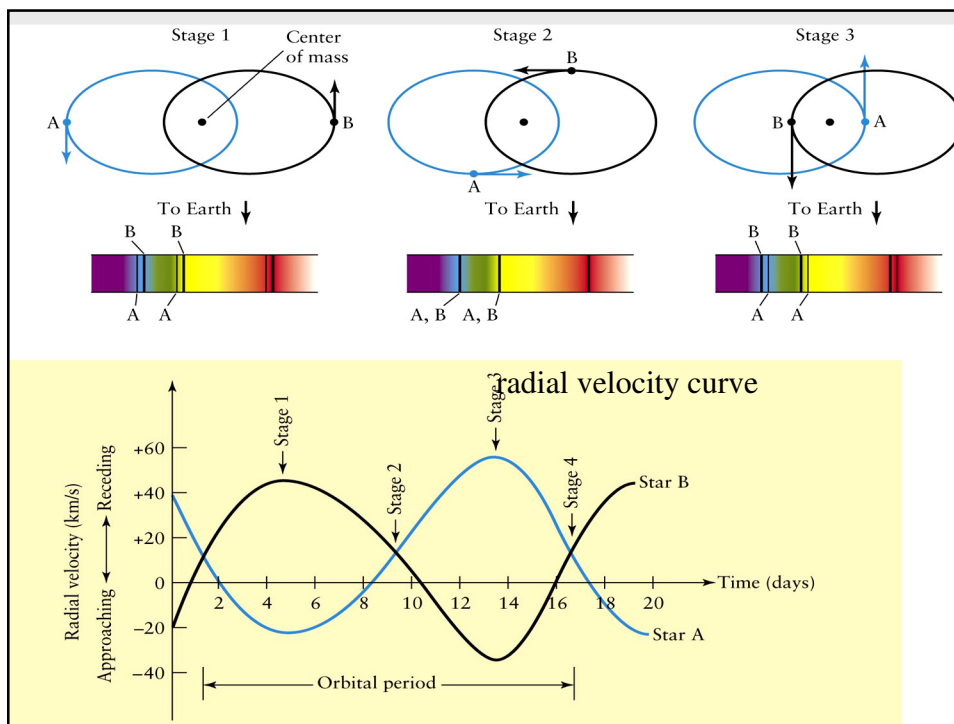 Stage 1
Center
of mass
A
B
To Earth
B B
A A
Stage 2
B
A
To Earth
A, B A, B
Stage 3
B
A
To Earth
B B
A A
radial velocity curve
Radial velocity (km/s)
Approaching
Receding
+60
+40
+20
0
−20
−40
Stage 1
Stage 2
Stage 3
Stage 4
Star B
Star A
2 4 6 8 10 12 14 16 18 20
Time (days)
Orbital period